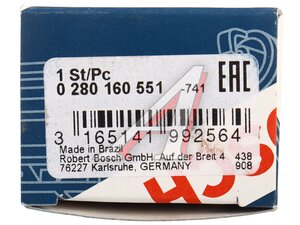 1 St/Pc
0 280 160 551 -741
EAC
3 165141 992564
Made in Brazil
Robert Bosch GmbH. Auf der Breit 4 438
76227 Karlsruhe, GERMANY 908